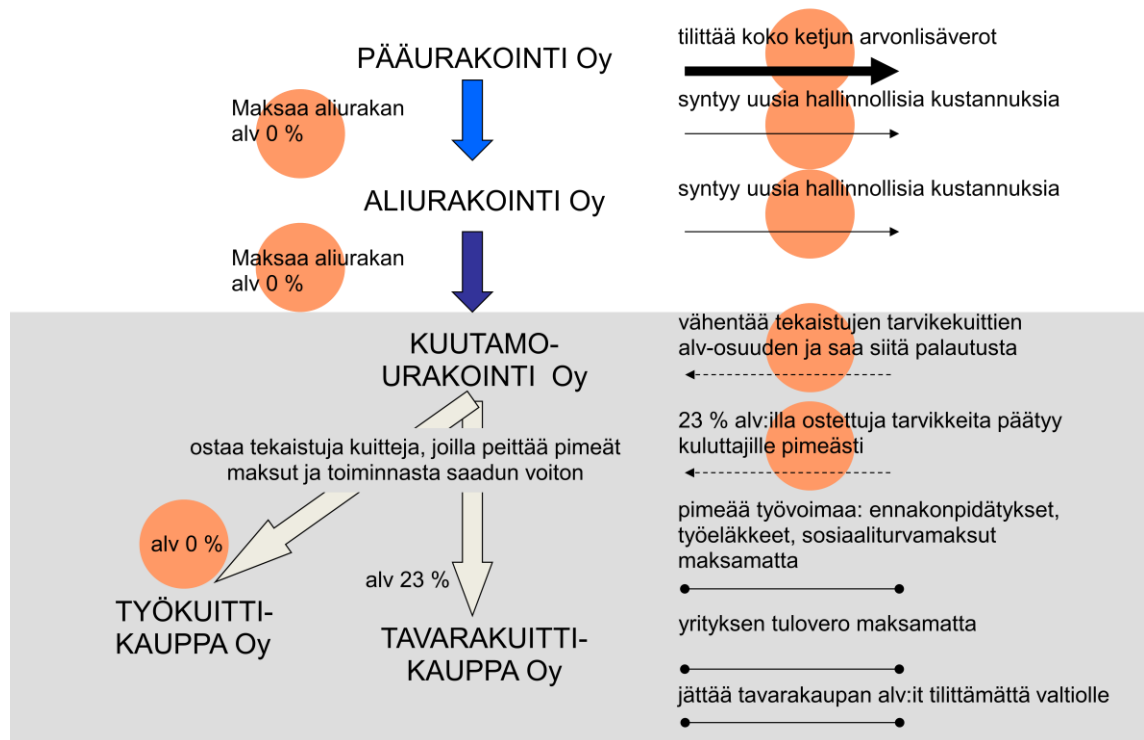 PÄÄURAKOINTI Oy
tilittää koko ketjun arvonlisäverot
Maksaa aliurakan
alv 0 %
syntyy uusia hallinnollisia kustannuksia
ALIURAKOINTI Oy
syntyy uusia hallinnollisia kustannuksia
Maksaa aliurakan
alv 0 %
KUUTAMO-
URAKOINTI Oy
vähentää tekaistujen tarvikekuittien
alv-osuuden ja saa siitä palautusta
ostaa tekaistuja kuitteja, joilla peittää pimeät
maksut ja toiminnasta saadun voiton
23 % alv:illa ostettuja tarvikkeita päätyy
kuluttajille pimeästi
alv 0 %
alv 23 %
pimeää työvoimaa: ennakonpidätykset,
työeläkkeet, sosiaaliturvamaksut
maksamatta
TYÖKUITTI-
KAUPPA Oy
TAVARAKUITTI-
KAUPPA Oy
yrityksen tulovero maksamatta
jättää tavarakaupan alv:it tilittämättä valtiolle